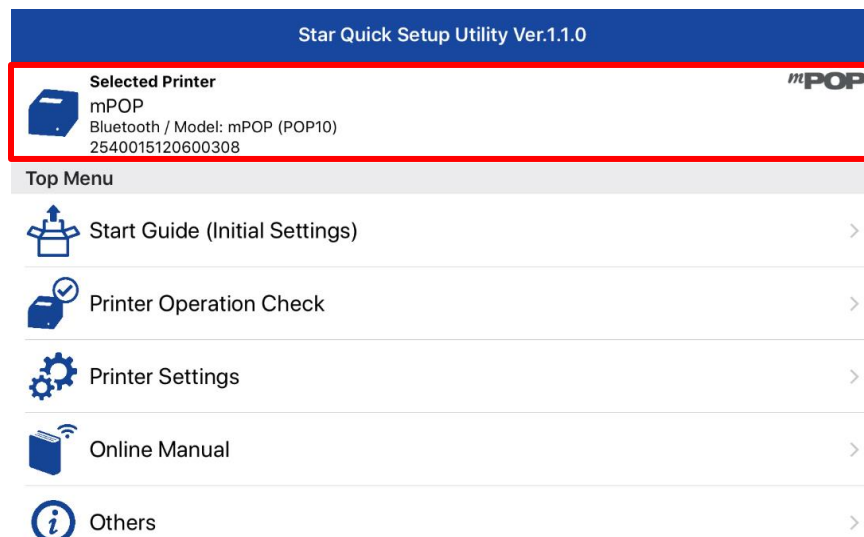 Star Quick Setup Utility Ver.1.1.0
Selected Printer
mPOP
mPOP
Bluetooth / Model: mPOP (POP10)
2540015120600308
Top Menu
Start Guide (Initial Settings)
Printer Operation Check
Printer Settings
Online Manual
i Others